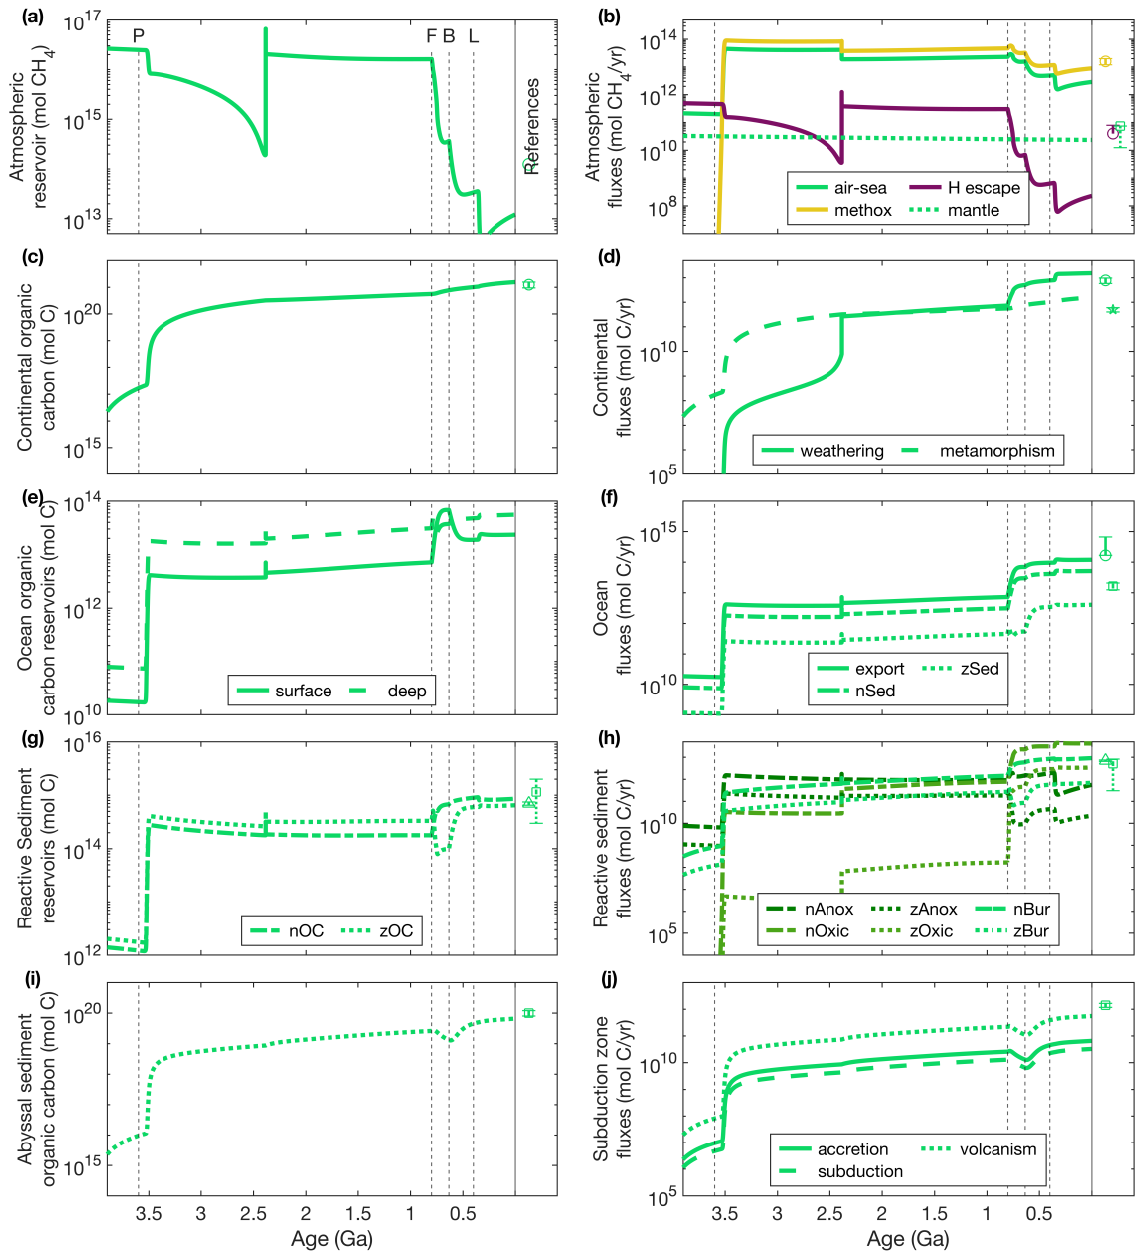 (a)
Atmospheric
reservoir (mol CH4)
10^17
10^15
10^13
P
F
B
L
References
(b)
Atmospheric
fluxes (mol CH4/yr)
10^14
10^12
10^10
10^8
air-sea
H escape
methox
mantle
(c)
Continental organic
carbon (mol C)
10^20
10^15
(d)
Continental
fluxes (mol C/yr)
10^10
10^5
weathering
metamorphism
(e)
Ocean organic
carbon reservoirs (mol C)
10^14
10^12
10^10
surface
deep
(f)
Ocean
fluxes (mol C/yr)
10^15
10^10
export
zSed
nSed
(g)
Reactive Sediment
reservoirs (mol C)
10^16
10^14
10^12
nOC
zOC
(h)
Reactive sediment
fluxes (mol C/yr)
10^10
10^5
nAnox
zAnox
nBur
nOxic
zOxic
zBur
(i)
Abyssal sediment
organic carbon (mol C)
10^20
10^15
3.5
3
2.5
2
1
0.5
Age (Ga)
(j)
Subduction zone
fluxes (mol C/yr)
10^10
10^5
accretion
volcanism
subduction
3.5
3
2.5
2
1
0.5
Age (Ga)